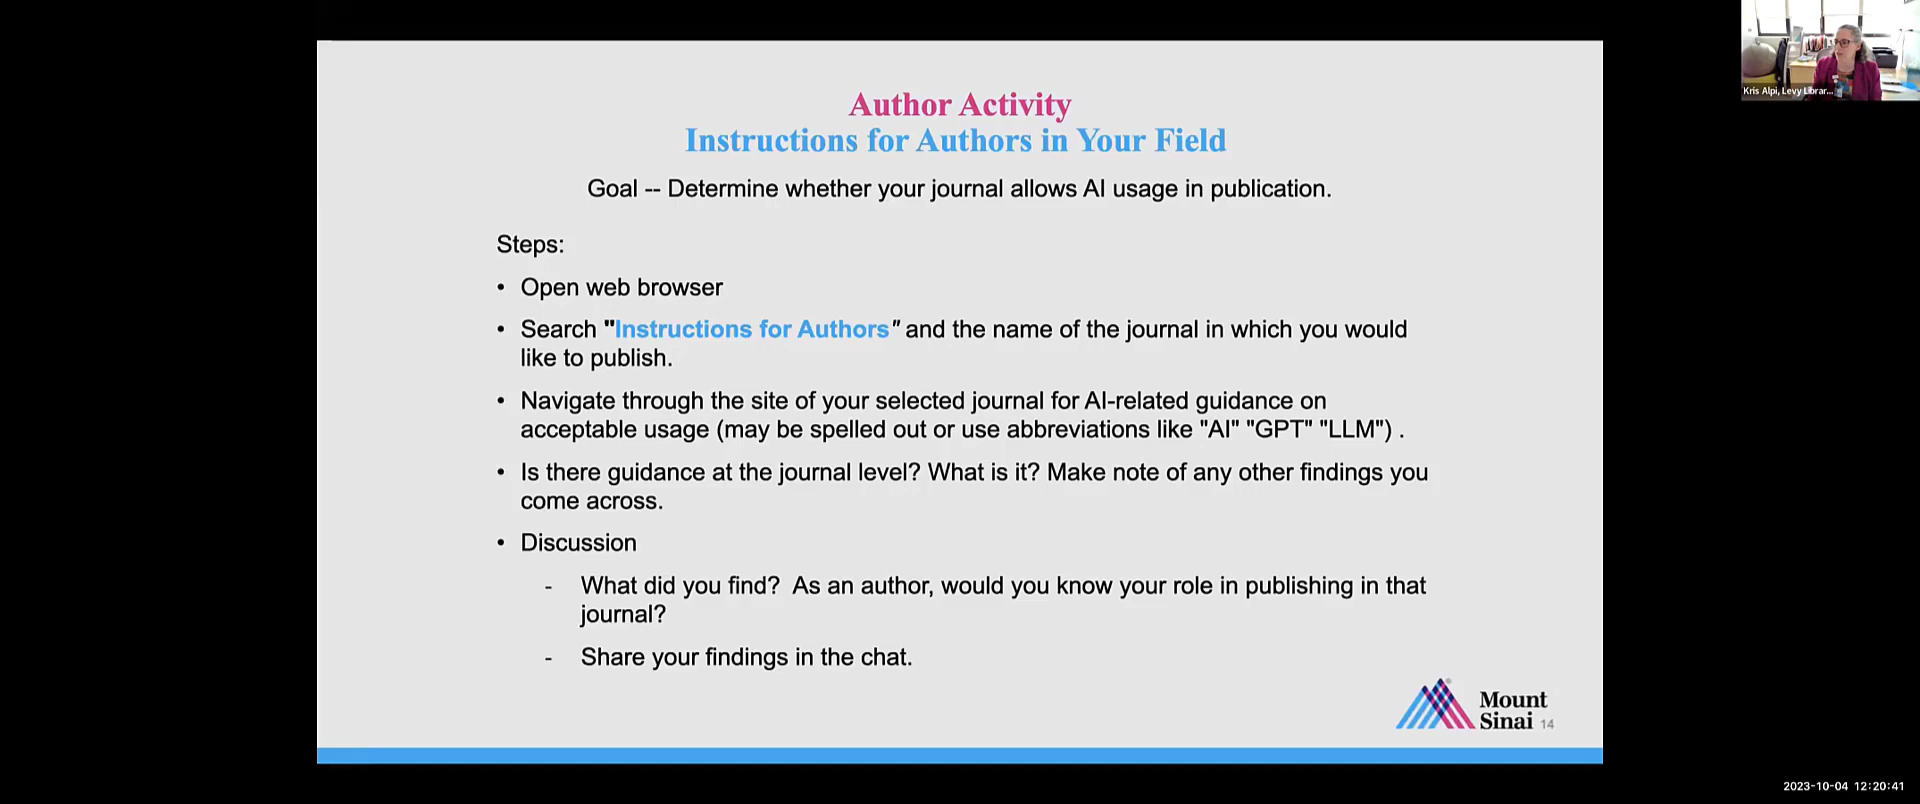 Author Activity
Instructions for Authors in Your Field
Goal -- Determine whether your journal allows AI usage in publication.
Steps:
• Open web browser
• Search "Instructions for Authors" and the name of the journal in which you would
like to publish.
• Navigate through the site of your selected journal for AI-related guidance on
acceptable usage (may be spelled out or use abbreviations like "AI" "GPT" "LLM") .
• Is there guidance at the journal level? What is it? Make note of any other findings you
come across.
• Discussion
- What did you find? As an author, would you know your role in publishing in that
journal?
- Share your findings in the chat.
Mount
Sinai 14
Kris Alpi, Levy Librar...
2023-10-04 12:20:41